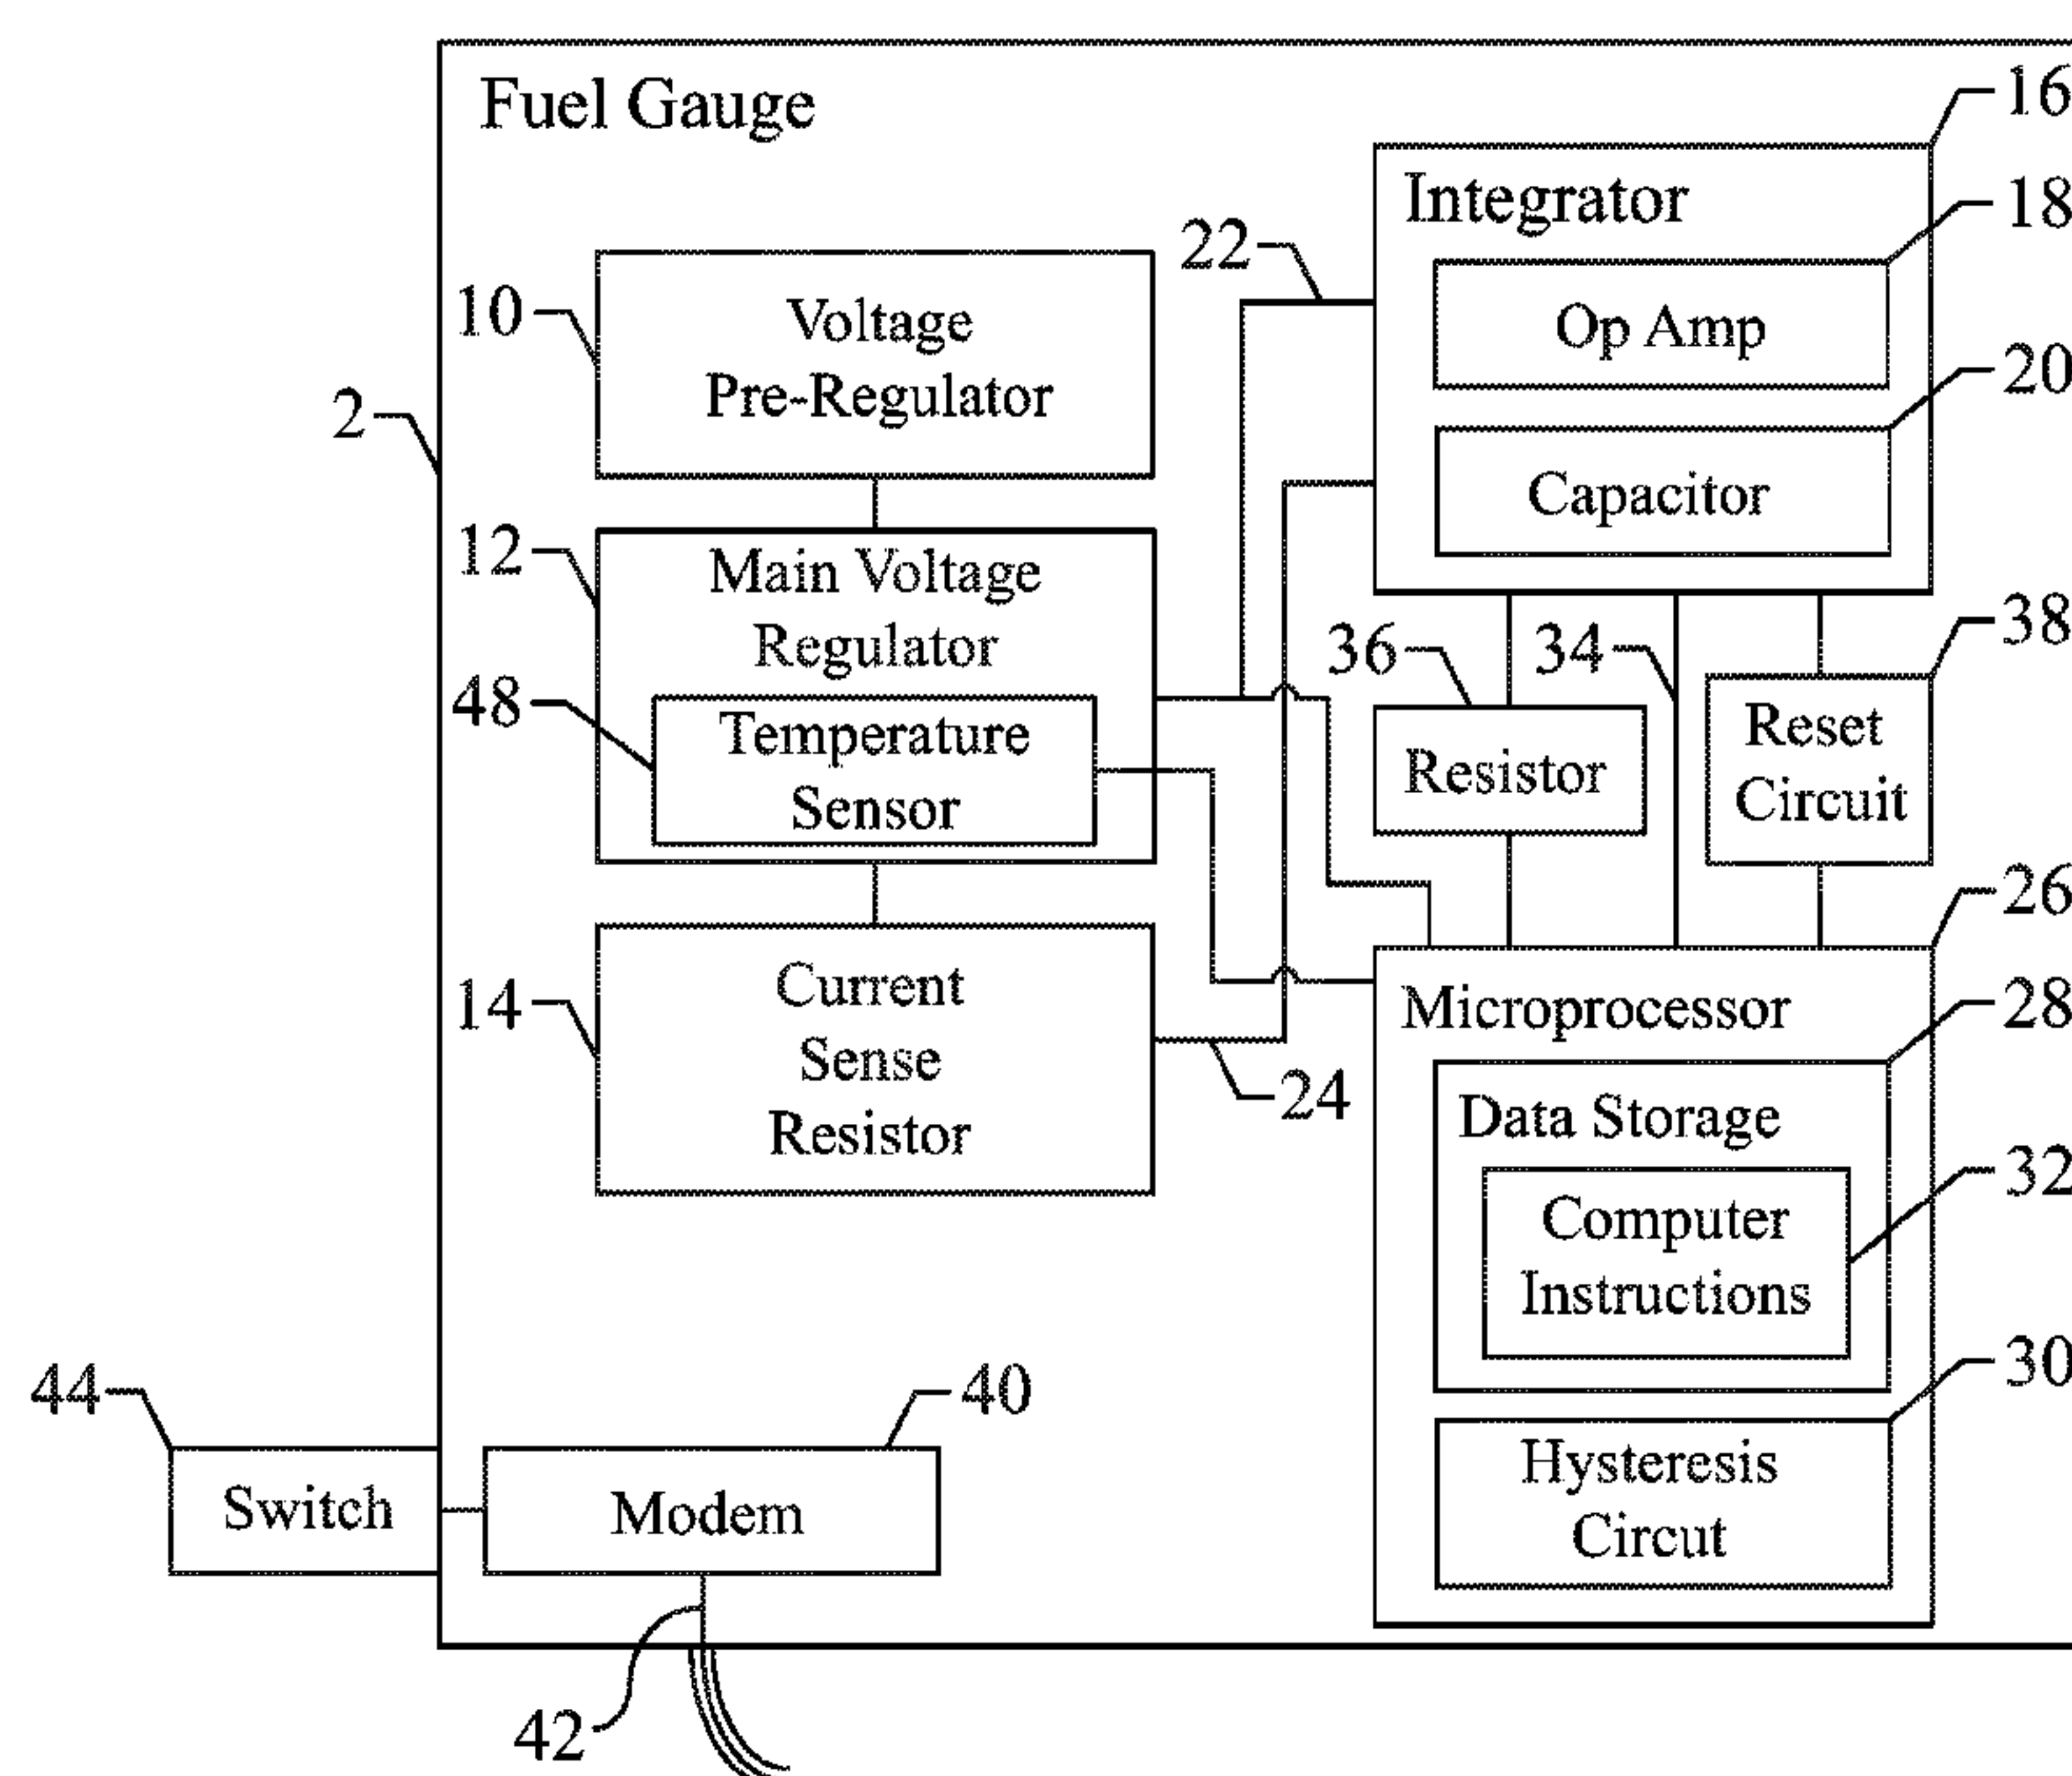 Fuel Gauge
16
Integrator
18
22
Op Amp
10
Voltage
Pre-Regulator
20
2
Capacitor
12
Main Voltage
Regulator
38
36
34
48
Temperature
Sensor
Resistor
Reset
Circuit
26
14
Current
Sense
Resistor
Microprocessor
28
24
Data Storage
32
Computer
Instructions
30
44
40
Switch
Modem
Hysteresis
Circut
42